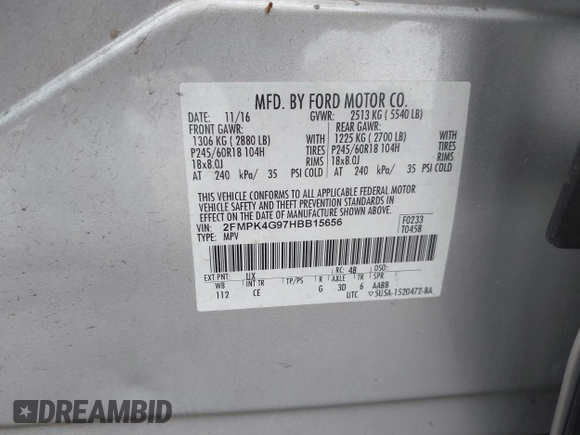 MFD. BY FORD MOTOR CO.
DATE: 11/16 GVWR: 2513 KG ( 5540 LB)
FRONT GAWR: REAR GAWR:
1306 KG ( 2880 LB) WITH 1225 KG ( 2700 LB) WITH
P245/60R18 104H TIRES P245/60R18 104H TIRES
18x8.0J RIMS 18x8.0J RIMS
AT 240 kPa/ 35 PSI COLD AT 240 kPa/ 35 PSI COLD
THIS VEHICLE CONFORMS TO ALL APPLICABLE FEDERAL MOTOR
VEHICLE SAFETY AND THEFT PREVENTION STANDARDS IN
EFFECT ON THE DATE OF MANUFACTURE SHOWN ABOVE.
VIN: 2FMPK4G97HBB15656 F0233
TYPE: MPV T0458
EXT PNT: UX RC: 48 DSO:
WB INT TR TP/PS R AXLE TR SPR
112 CE G 3D 6 AABB
UTC ▽5U5A-1520472-BA
DREAMBID